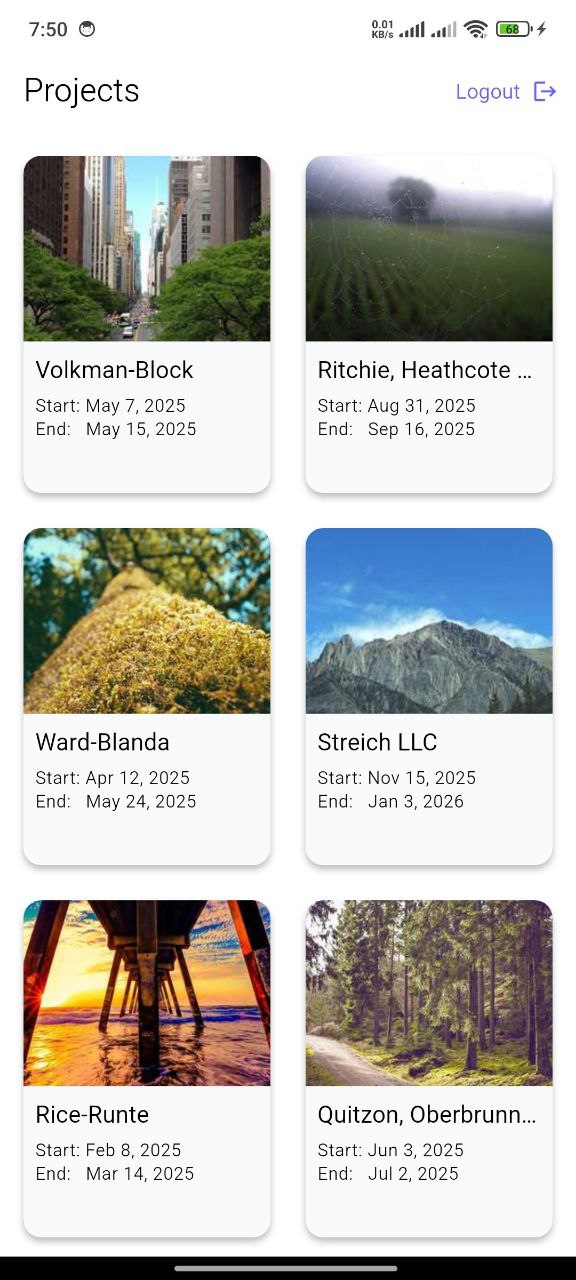 7:50
0.01
KB/s
68
Projects
Logout
Volkman-Block
Start: May 7, 2025
End: May 15, 2025
Ritchie, Heathcote ...
Start: Aug 31, 2025
End: Sep 16, 2025
Ward-Blanda
Start: Apr 12, 2025
End: May 24, 2025
Streich LLC
Start: Nov 15, 2025
End: Jan 3, 2026
Rice-Runte
Start: Feb 8, 2025
End: Mar 14, 2025
Quitzon, Oberbrunn...
Start: Jun 3, 2025
End: Jul 2, 2025